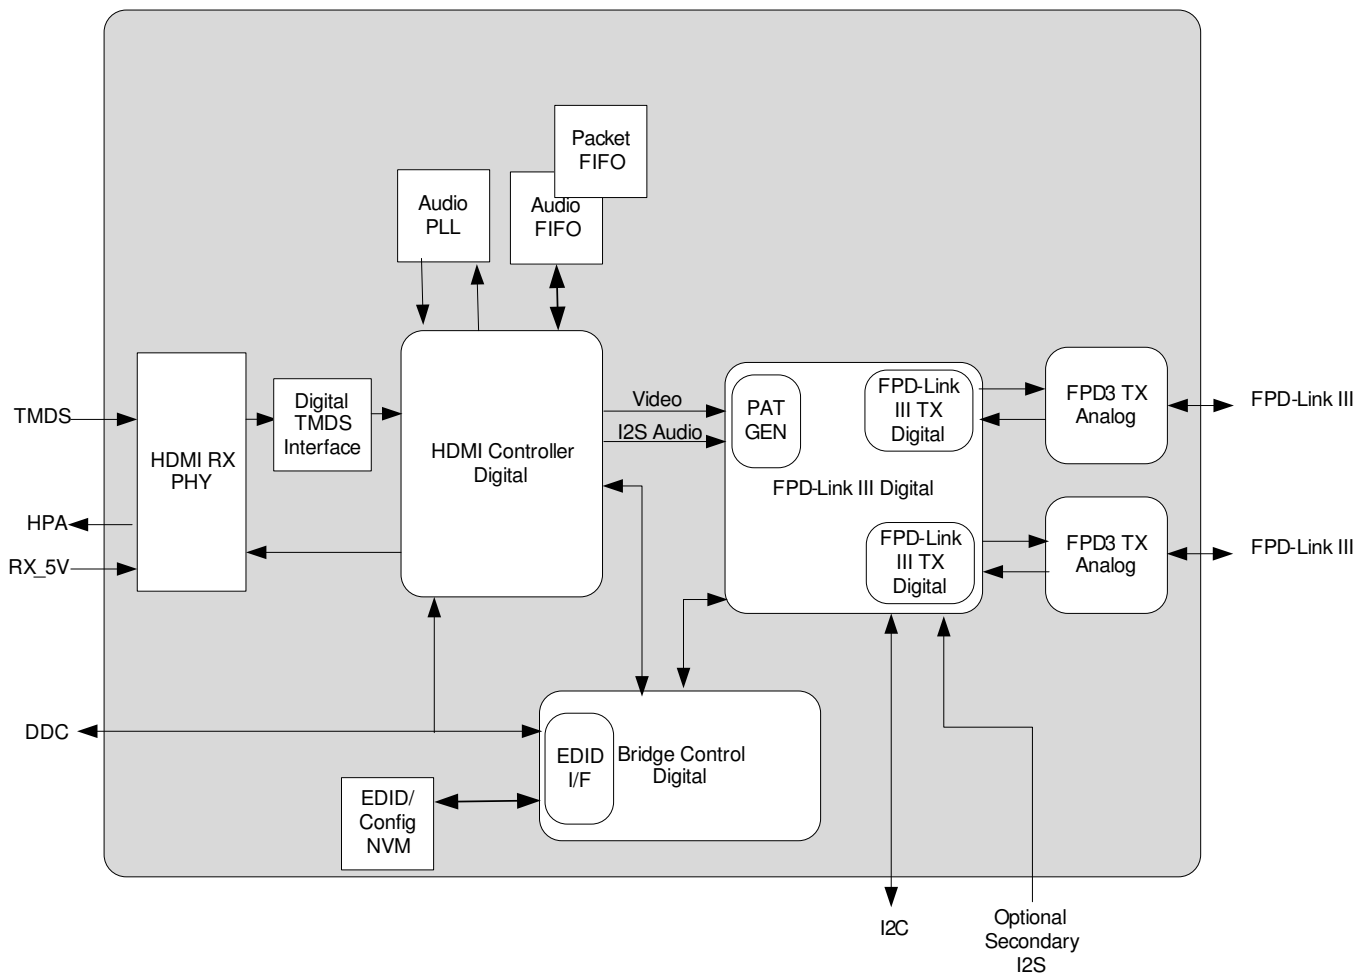 Packet
FIFO
Audio
PLL
Audio
FIFO
TMDS
HPA
RX_5V
HDMI RX
PHY
Digital
TMDS
Interface
HDMI Controller
Digital
Video
I2S Audio
PAT
GEN
FPD-Link
III TX
Digital
FPD-Link III Digital
FPD-Link
III TX
Digital
FPD3 TX
Analog
FPD-Link III
FPD3 TX
Analog
FPD-Link III
DDC
EDID
I/F
Bridge Control
Digital
EDID/
Config
NVM
I2C
Optional
Secondary
I2S